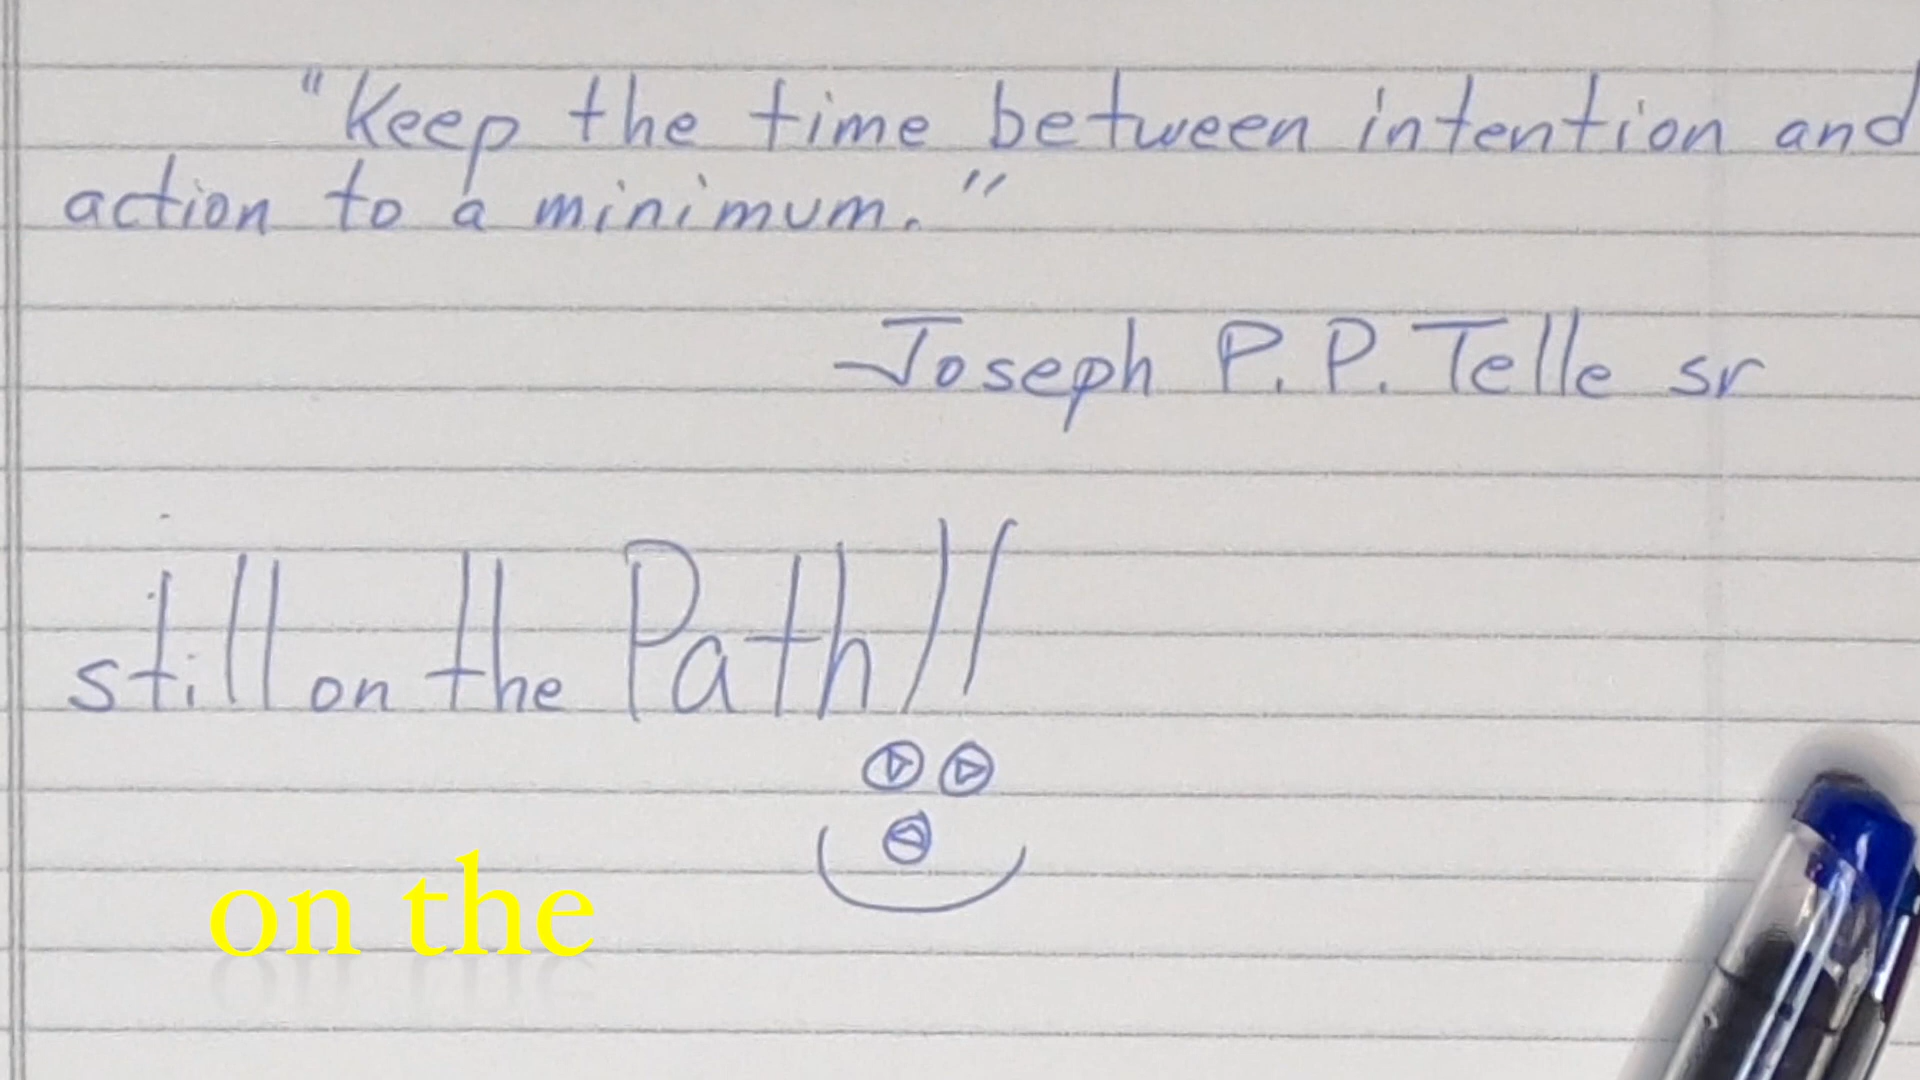 "Keep the time between intention and
action to a minimum."
Joseph P. P. Telle sr
still on the Path!!
on the